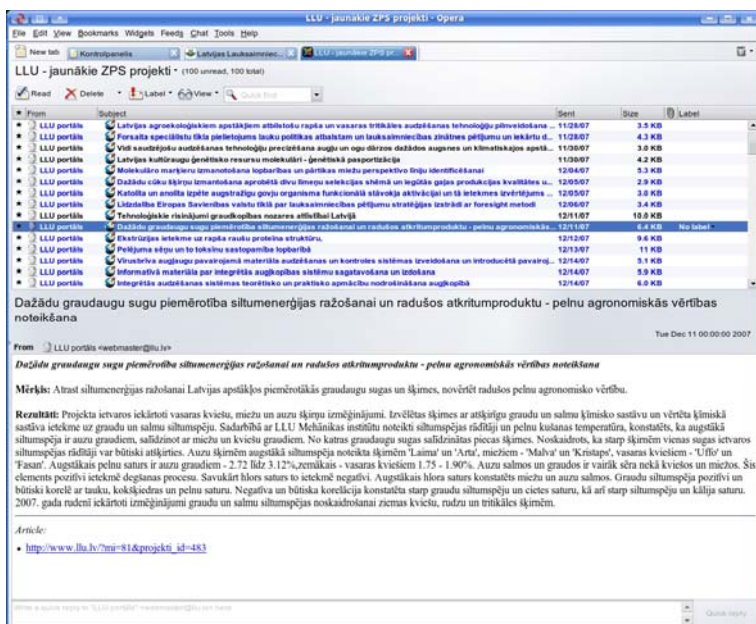 LLU - jaunākie ZPS projekti - Opera
File Edit View Bookmarks Widgets Feeds Chat Tools Help
New tab Kontrolpanelis Latvijas Lauksaimniec... LLU - jaunākie ZPS pr...
LLU - jaunākie ZPS projekti (100 unread, 100 total)
Read Delete Label View Quick find
From Subject Sent Size Label
LLU portāls Latvijas agroekoloģiskiem apstākļiem atbilstošu rapša un vasaras tritikāles audzēšanas tehnoloģiju pilnveidošana ... 11/28/07 3.5 KB
LLU portāls Forsaita speciālistu tīkla pielietojums lauku politikas atbalstam un lauksaimniecības zinātnes pētījumu un iekārtu d... 11/28/07 4.3 KB
LLU portāls Vidi saudzējošu audzēšanas tehnoloģiju precizēšana augļu un ogu dārzos dažādos augsnes un klimatiskajos apstā... 11/30/07 3.0 KB
LLU portāls Latvijas kultūraugu ģenētisko resursu molekulāri - ģenētiskā pasportizācija 11/30/07 4.2 KB
LLU portāls Molekulāro marķieru izmanotošana lopbarības un pārtikas miežu perspektīvo līniju identificēšanai 12/04/07 5.3 KB
LLU portāls Dažādu cūku šķirņu izmantošana aprobētā divu līmeņu selekcijas shēmā un iegūtās gaļas produkcijas kvalitātes u... 12/05/07 2.9 KB
LLU portāls Katolīta un anolīta izpēte augstražīgu govju organisma funkcionālā stāvokļa aktivācijai un tā ietekmes izvērtējums ... 12/05/07 3.8 KB
LLU portāls Līdzdalība Eiropas Savienības valstu tīklā par lauksaimniecības pētījumu stratēģijas izstrādi ar foresight metodi 12/06/07 3.4 KB
LLU portāls Tehnoloģiskie risinājumi graudkopības nozares attīstībai Latvijā 12/11/07 10.0 KB
LLU portāls Dažādu graudaugu sugu piemērotība siltumenerģijas ražošanai un radušos atkritumproduktu - pelnu agronomiskās... 12/11/07 6.4 KB No label
LLU portāls Ekstrūzijas ietekme uz rapša raušu proteīna struktūru, 12/12/07 9.6 KB
LLU portāls Pelējuma sēņu un to toksīnu sastopamība lopbarībā 12/13/07 11 KB
LLU portāls Vīrusbrīva augļaugu pavairojamā materiāla audzēšanas un kontroles sistēmas izveidošana un introducētā pavairoj... 12/14/07 5.1 KB
LLU portāls Informatīvā materiāla par integrētās augļkopības sistēmu sagatavošana un izdošana 12/14/07 5.9 KB
LLU portāls Integrētās audzēšanas sistēmas teorētisko un praktisko apmācību nodrošināšana augļkopībā 12/14/07 6.0 KB
Dažādu graudaugu sugu piemērotība siltumenerģijas ražošanai un radušos atkritumproduktu - pelnu agronomiskās vērtības
noteikšana
Tue Dec 11 00:00:00 2007
From LLU portāls <webmaster@llu.lv>
Dažādu graudaugu sugu piemērotība siltumenerģijas ražošanai un radušos atkritumproduktu - pelnu agronomiskās vērtības noteikšana
Mērķis: Atrast siltumenerģijas ražošanai Latvijas apstākļos piemērotākās graudaugu sugas un šķirnes, novērtēt radušos pelnu agronomisko vērtību.
Rezultāti: Projekta ietvaros iekārtoti vasaras kviešu, miežu un auzu šķirņu izmēģinājumi. Izvēlētas šķirnes ar atšķirīgu graudu un salmu ķīmisko sastāvu un vērtēta ķīmiskā
sastāva ietekme uz graudu un salmu siltumspēju. Sadarbībā ar LLU Mehānikas institūtu noteikti siltumspējas rādītāji un pelnu kušanas temperatūra, konstatēts, ka augstākā
siltumspēja ir auzu graudiem, salīdzinot ar miežu un kviešu graudiem. No katras graudaugu sugas salīdzinātas piecas šķirnes. Noskaidrots, ka starp šķirnēm vienas sugas ietvaros
siltumspējas rādītāji var būtiski atšķirties. Auzu šķirnēm augstākā siltumspēja noteikta šķirnēm 'Laima' un 'Arta', miežiem - 'Malva' un 'Kristaps', vasaras kviešiem - 'Uffo' un
'Fasan'. Augstākais pelnu saturs ir auzu graudiem - 2.72 līdz 3.12%,zemākais - vasaras kviešiem 1.75 - 1.90%. Auzu salmos un graudos ir vairāk sēra nekā kviešos un miežos. Šis
elements pozitīvi ietekmē degšanas procesu. Savukārt hlors saturs to ietekmē negatīvi. Augstākais hlora saturs konstatēts miežu un auzu salmos. Graudu siltumspēja pozitīvi un
būtiski korelē ar tauku, kokšķiedras un pelnu saturu. Negatīva un būtiska korelācija konstatēta starp graudu siltumspēju un cietes saturu, kā arī starp siltumspēju un kālija saturu.
2007. gada rudenī iekārtoti izmēģinājumi graudu un salmu siltumspējas noskaidrošanai ziemas kviešu, rudzu un tritikāles šķirnēm.
Article:
http://www.llu.lv/?mi=81&projekti_id=483
Quick reply